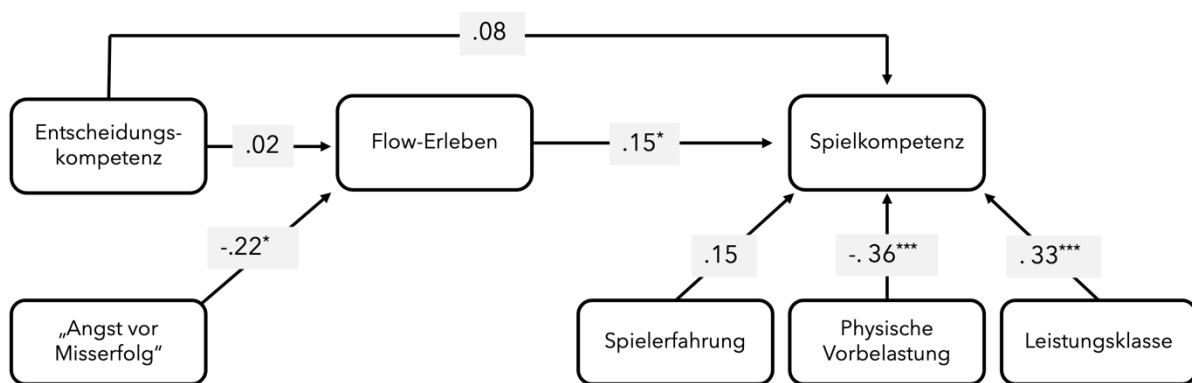 .08
Entscheidungs-
kompetenz
.02
Flow-Erleben
.15*
Spielkompetenz
-.22*
.15
-. 36***
. 33***
„Angst vor
Misserfolg“
Spielerfahrung
Physische
Vorbelastung
Leistungsklasse